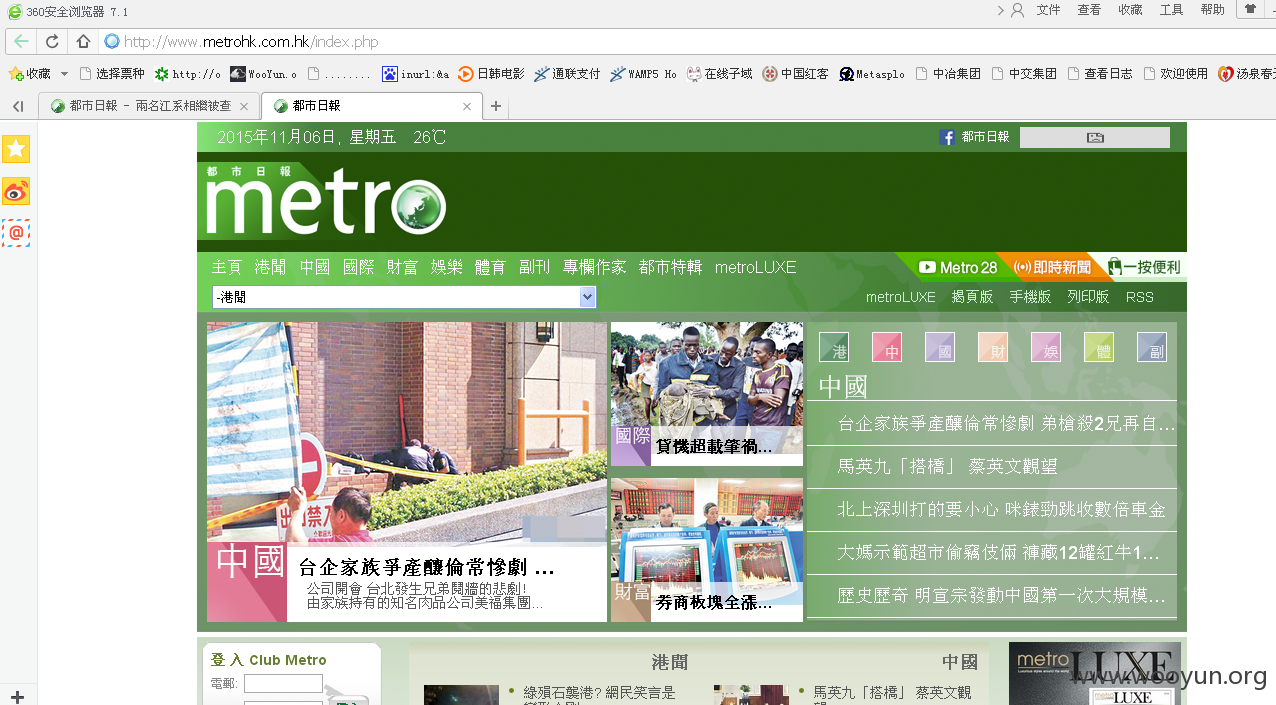 360安全浏览器 7.1
文件 查看 收藏 工具 帮助
http://www.metrohk.com.hk/index.php
收藏 选择票种 http://o WooYun.o ........ inurl:&a 日韩电影 通联支付 WAMP5 Ho 在线子域 中国红客 Metasplo 中冶集团 中交集团 查看日志 欢迎使用 汤泉春天
都市日報 - 兩名江系相繼被查
都市日報
2015年11月06日, 星期五 26℃
都市日報
都市日報
metro
主頁 港聞 中國 國際 財富 娛樂 體育 副刊 專欄作家 都市特輯 metroLUXE
Metro 28 即時新聞 一按便利
-港聞
metroLUXE 揭頁版 手機版 列印版 RSS
港 中 國 財 娛 體 副
中國
台企家族爭產釀倫常慘劇 弟槍殺2兄再自...
馬英九「搭橋」 蔡英文觀望
北上深圳打的要小心 咪錶勁跳收數倍車金
大媽示範超市偷竊伎倆 褲藏12罐紅牛1...
歷史歷奇 明宣宗發動中國第一次大規模...
國際
貨機超載肇禍...
財富
券商板塊全漲...
中國
台企家族爭產釀倫常慘劇 ...
公司開會 台北發生兄弟鬩牆的悲劇!
由家族持有的知名肉品公司美福集團...
登 入 Club Metro
電郵:
港聞
綠湏石襲港? 網民笑言是
中國
馬英九「搭橋」 蔡英文觀
望
metro LUXE
metro
LUXE
www.wooyun.org